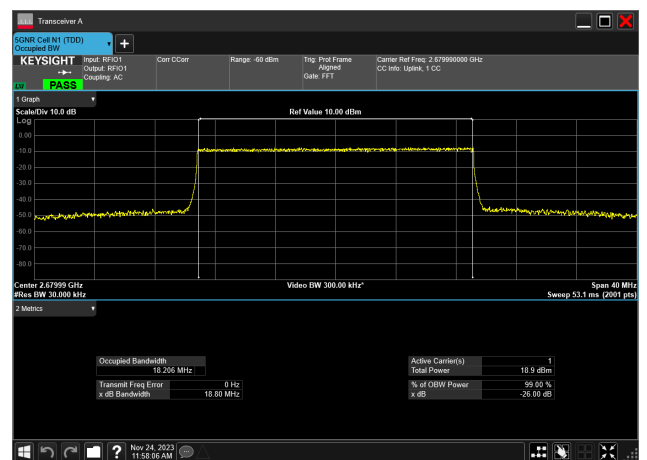 Transceiver A
5GNR Cell N1 (TDD)
Occupied BW
KEYSIGHT
Input: RFIO1
Output: RFIO1
Coupling: AC
Corr CCorr
Range: -60 dBm
Trig: Prot Frame
Aligned
Gate: FFT
Carrier Ref Freq: 2.679990000 GHz
CC Info: Uplink, 1 CC
LV PASS
1 Graph
Scale/Div 10.0 dB
Ref Value 10.00 dBm
Log
0.00
-10.0
-20.0
-30.0
-40.0
-50.0
-60.0
-70.0
-80.0
Center 2.67999 GHz
Video BW 300.00 kHz*
Span 40 MHz
#Res BW 30.000 kHz
Sweep 53.1 ms (2001 pts)
2 Metrics
Occupied Bandwidth
18.206 MHz
Transmit Freq Error 0 Hz
x dB Bandwidth 18.80 MHz
Active Carrier(s) 1
Total Power 18.9 dBm
% of OBW Power 99.00 %
x dB -26.00 dB
Nov 24, 2023
11:58:06 AM